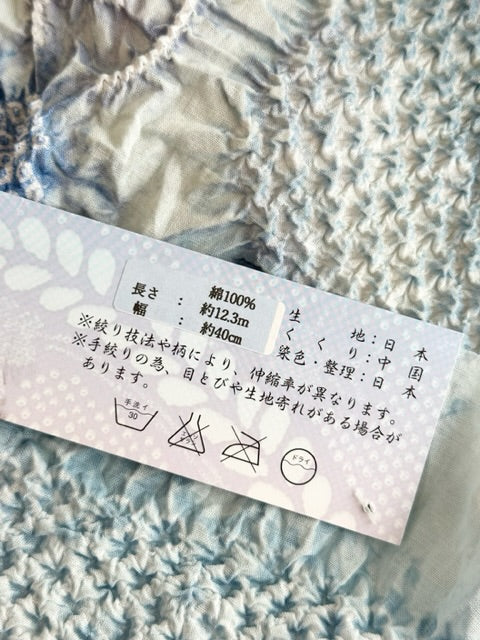 綿100%
長さ : 約12.3m
幅 : 約40cm
生地:日本
くくり:中国
染色・整理:日本
※絞り技法や柄により、伸縮率が異なります。
※手絞りの為、目とびや生地寄れがある場合が
あります。
手洗イ
30
ドライ